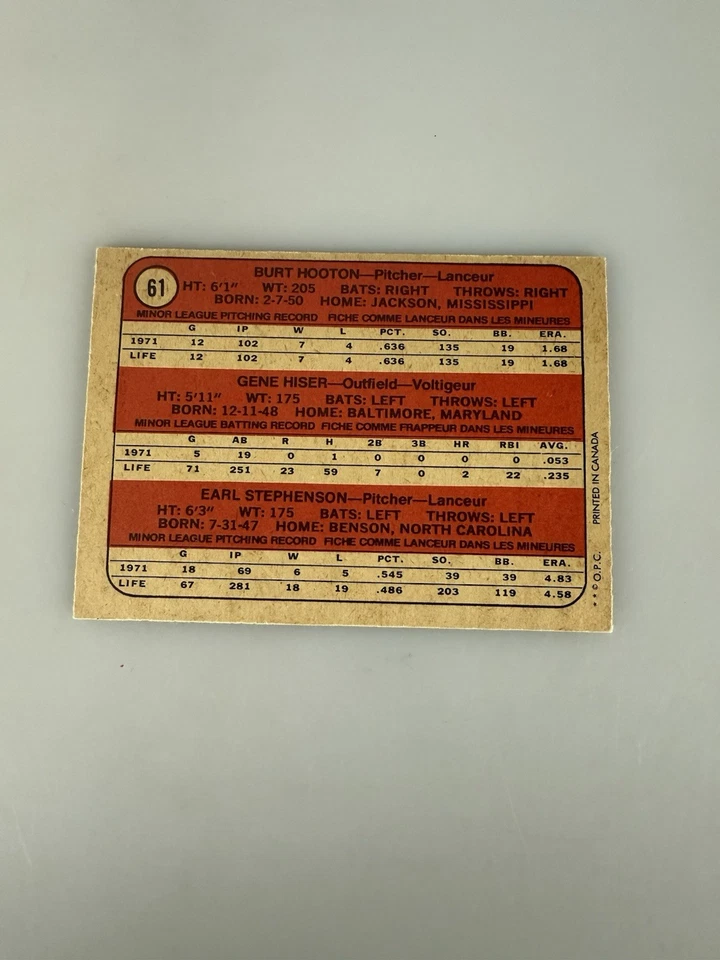 61
BURT HOOTON—Pitcher—Lanceur
HT: 6'1" WT: 205 BATS: RIGHT THROWS: RIGHT
BORN: 2-7-50 HOME: JACKSON, MISSISSIPPI
MINOR LEAGUE PITCHING RECORD FICHE COMME LANCEUR DANS LES MINEURES
G IP W L PCT. SO. BB. ERA.
1971 12 102 7 4 .636 135 19 1.68
LIFE 12 102 7 4 .636 135 19 1.68
GENE HISER—Outfield—Voltigeur
HT: 5'11" WT: 175 BATS: LEFT THROWS: LEFT
BORN: 12-11-48 HOME: BALTIMORE, MARYLAND
MINOR LEAGUE BATTING RECORD FICHE COMME FRAPPEUR DANS LES MINEURES
G AB R H 2B 3B HR RBI AVG.
1971 5 19 0 1 0 0 0 0 .053
LIFE 71 251 23 59 7 0 2 22 .235
EARL STEPHENSON—Pitcher—Lanceur
HT: 6'3" WT: 175 BATS: LEFT THROWS: LEFT
BORN: 7-31-47 HOME: BENSON, NORTH CAROLINA
MINOR LEAGUE PITCHING RECORD FICHE COMME LANCEUR DANS LES MINEURES
G IP W L PCT. SO. BB. ERA.
1971 18 69 6 5 .545 39 39 4.83
LIFE 67 281 18 19 .486 203 119 4.58
* * © O.P.C. PRINTED IN CANADA